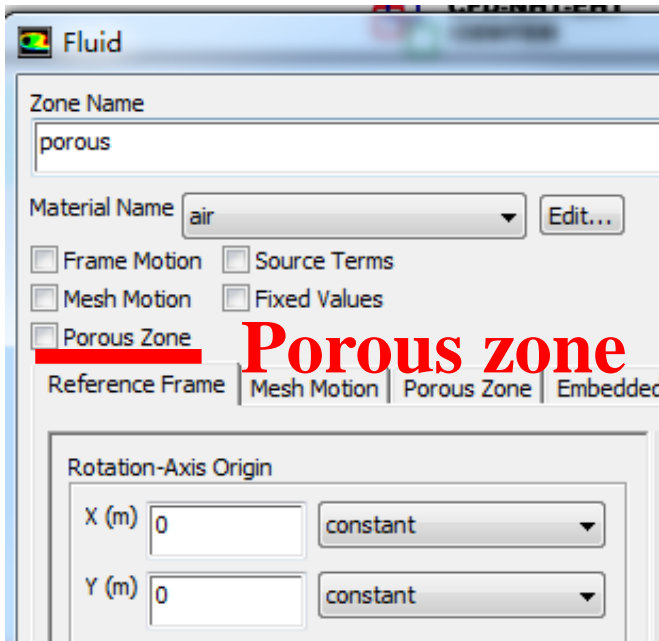 Fluid
Zone Name
porous
Material Name air Edit...
Frame Motion Source Terms
Mesh Motion Fixed Values
Porous Zone Porous zone
Reference Frame Mesh Motion Porous Zone Embedded
Rotation-Axis Origin
X (m) 0 constant
Y (m) 0 constant